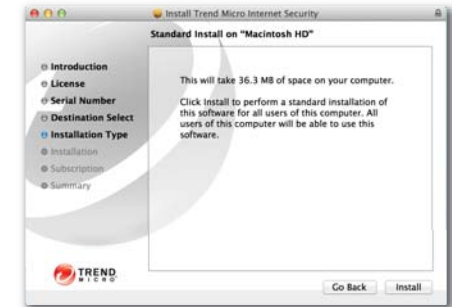 Install Trend Micro Internet Security
Standard Install on "Macintosh HD"
Introduction
License
Serial Number
Destination Select
Installation Type
Installation
Subscription
Summary
This will take 36.3 MB of space on your computer.
Click Install to perform a standard installation of
this software for all users of this computer. All
users of this computer will be able to use this
software.
TREND
MICRO
Go Back Install